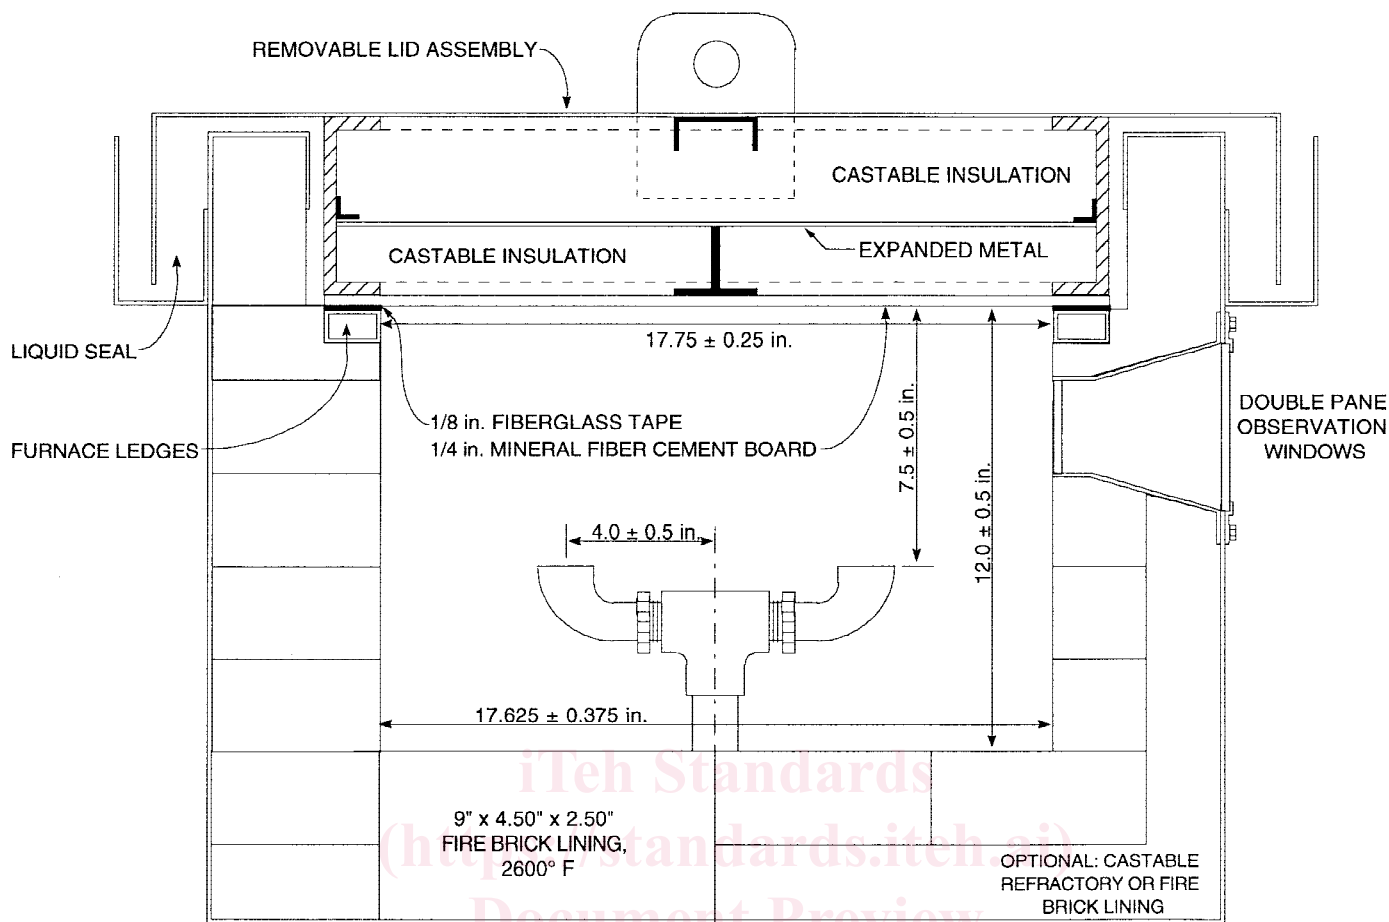 REMOVABLE LID ASSEMBLY
CASTABLE INSULATION
CASTABLE INSULATION
EXPANDED METAL
17.75 ± 0.25 in.
LIQUID SEAL
1/8 in. FIBERGLASS TAPE
1/4 in. MINERAL FIBER CEMENT BOARD
FURNACE LEDGES
7.5 ± 0.5 in.
12.0 ± 0.5 in.
DOUBLE PANE
OBSERVATION
WINDOWS
4.0 ± 0.5 in.
17.625 ± 0.375 in.
iTeh Standards
(https://standards.iteh.ai)
Document Preview
9" x 4.50" x 2.50"
FIRE BRICK LINING,
2600° F
OPTIONAL: CASTABLE
REFRACTORY OR FIRE
BRICK LINING